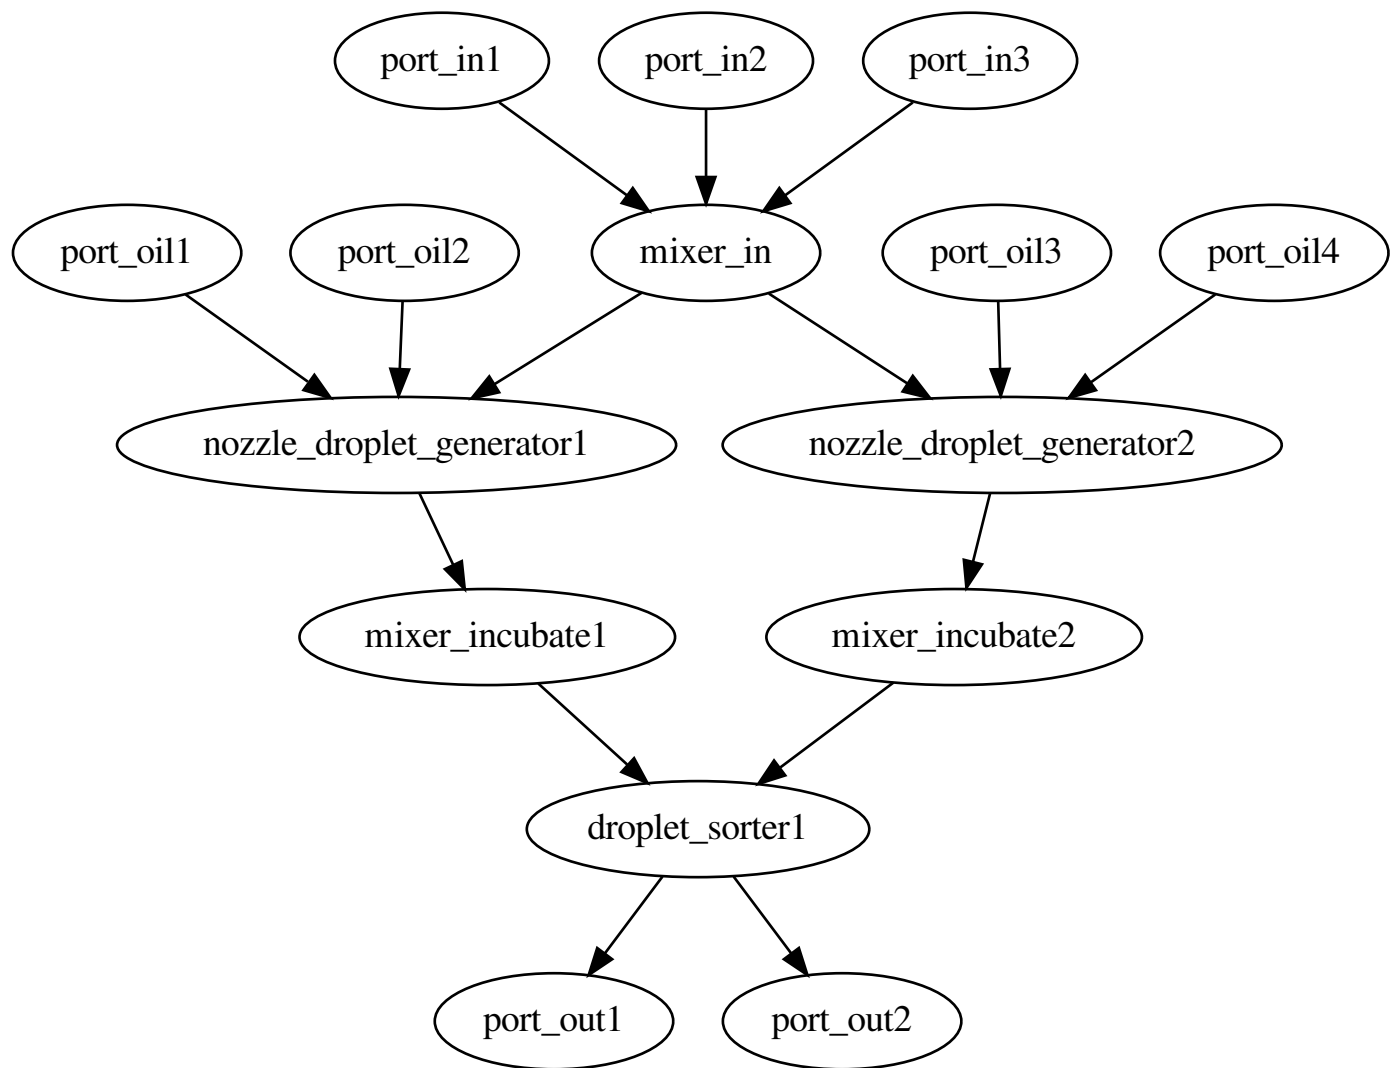 port_in1
port_in2
port_in3
port_oil1
port_oil2
mixer_in
port_oil3
port_oil4
nozzle_droplet_generator1
nozzle_droplet_generator2
mixer_incubate1
mixer_incubate2
droplet_sorter1
port_out1
port_out2